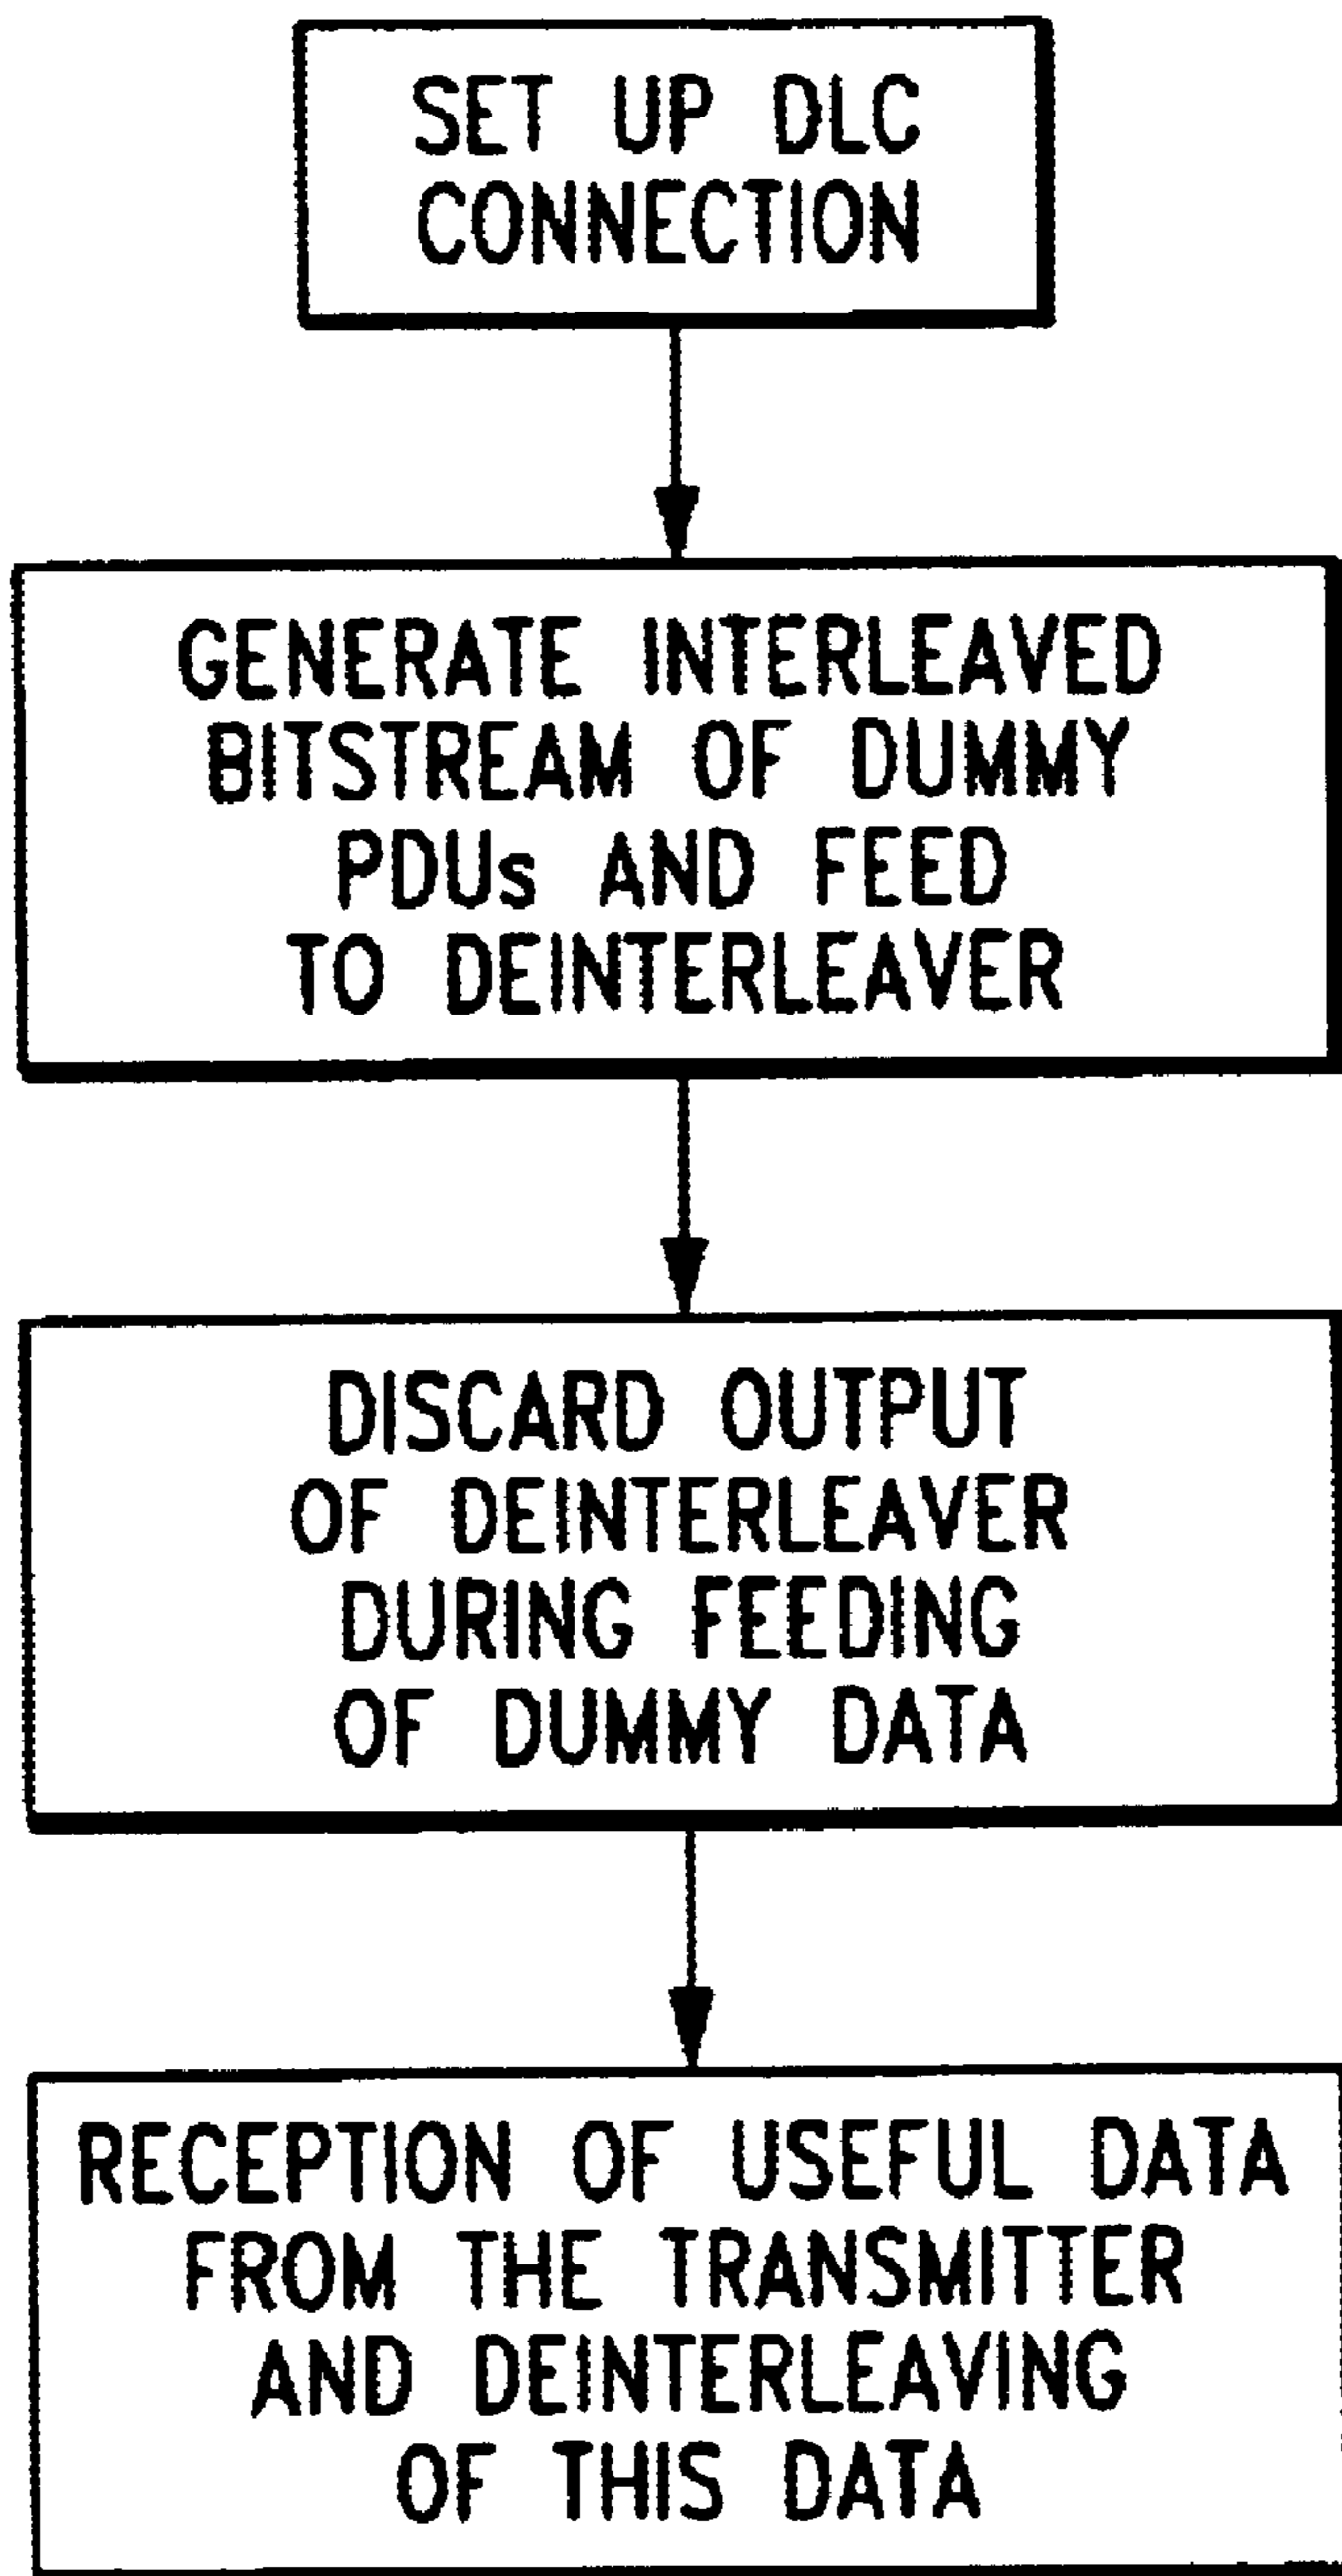 SET UP DLC
CONNECTION
GENERATE INTERLEAVED
BITSTREAM OF DUMMY
PDUs AND FEED
TO DEINTERLEAVER
DISCARD OUTPUT
OF DEINTERLEAVER
DURING FEEDING
OF DUMMY DATA
RECEPTION OF USEFUL DATA
FROM THE TRANSMITTER
AND DEINTERLEAVING
OF THIS DATA